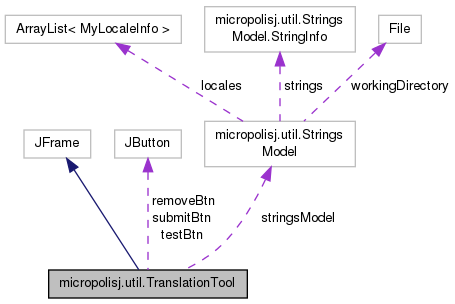 ArrayList< MyLocaleInfo >
micropolisj.util.Strings
Model.StringInfo
File
locales
strings
workingDirectory
JFrame
JButton
micropolisj.util.Strings
Model
removeBtn
submitBtn
testBtn
stringsModel
micropolisj.util.TranslationTool